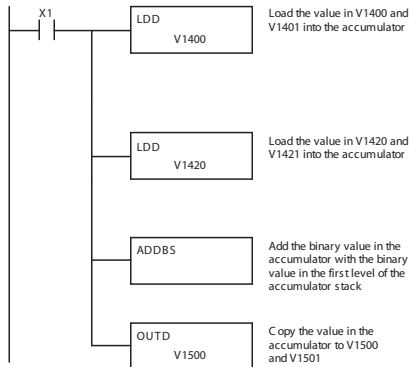 X1
LDD
V1400
Load the value in V1400 and
V1401 into the accumulator
LDD
V1420
Load the value in V1420 and
V1421 into the accumulator
ADDBS
Add the binary value in the
accumulator with the binary
value in the first level of the
accumulator stack
OUTD
V1500
Copy the value in the
accumulator to V1500
and V1501